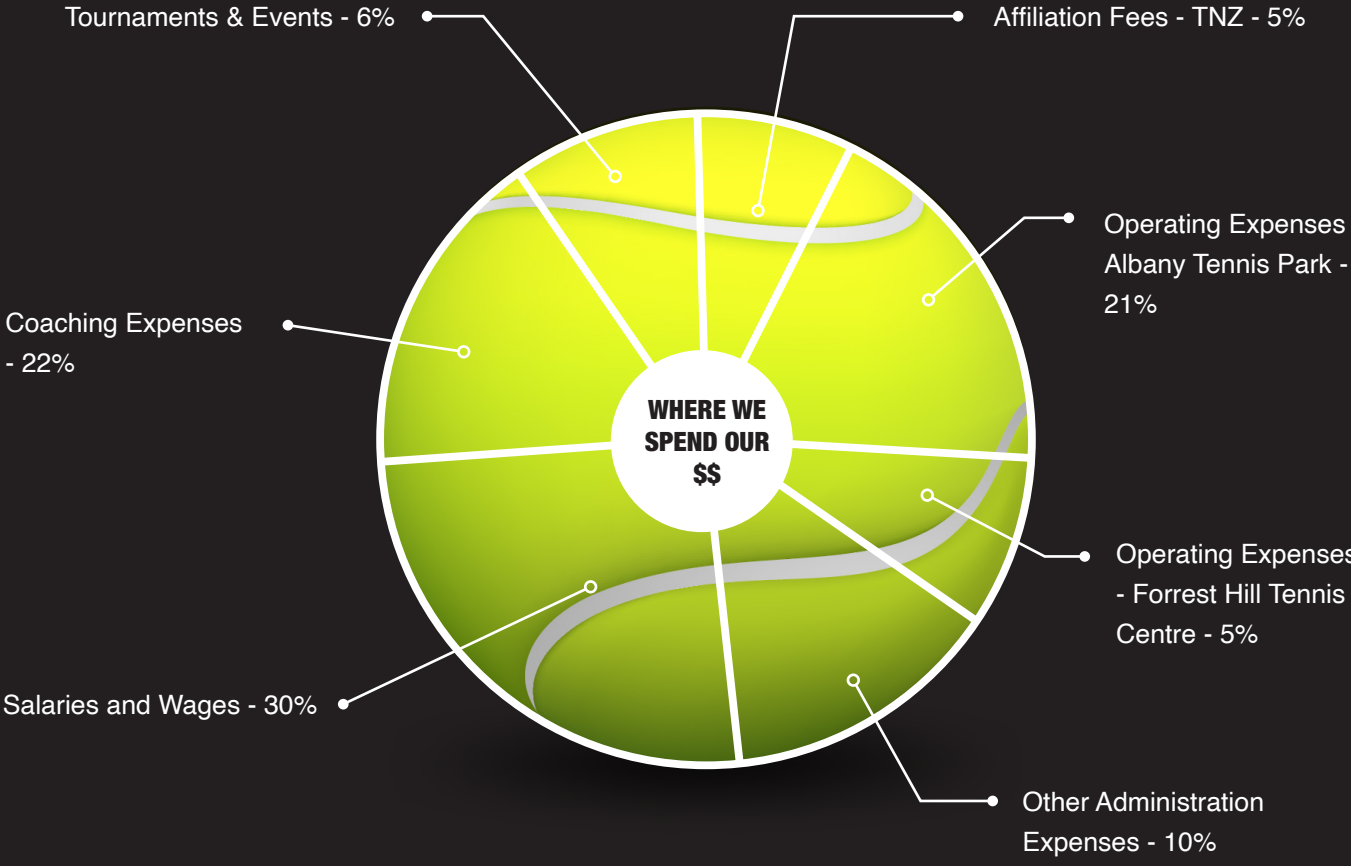 Tournaments & Events - 6%
Affiliation Fees - TNZ - 5%
Operating Expenses
Albany Tennis Park -
21%
Coaching Expenses
- 22%
WHERE WE
SPEND OUR
$$
Operating Expenses
- Forrest Hill Tennis
Centre - 5%
Salaries and Wages - 30%
Other Administration
Expenses - 10%